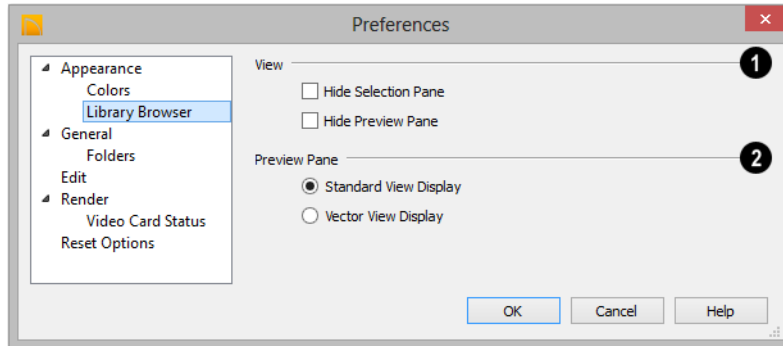 Preferences
Appearance
Colors
Library Browser
General
Folders
Edit
Render
Video Card Status
Reset Options
View
1
Hide Selection Pane
Hide Preview Pane
Preview Pane
2
Standard View Display
Vector View Display
OK Cancel Help